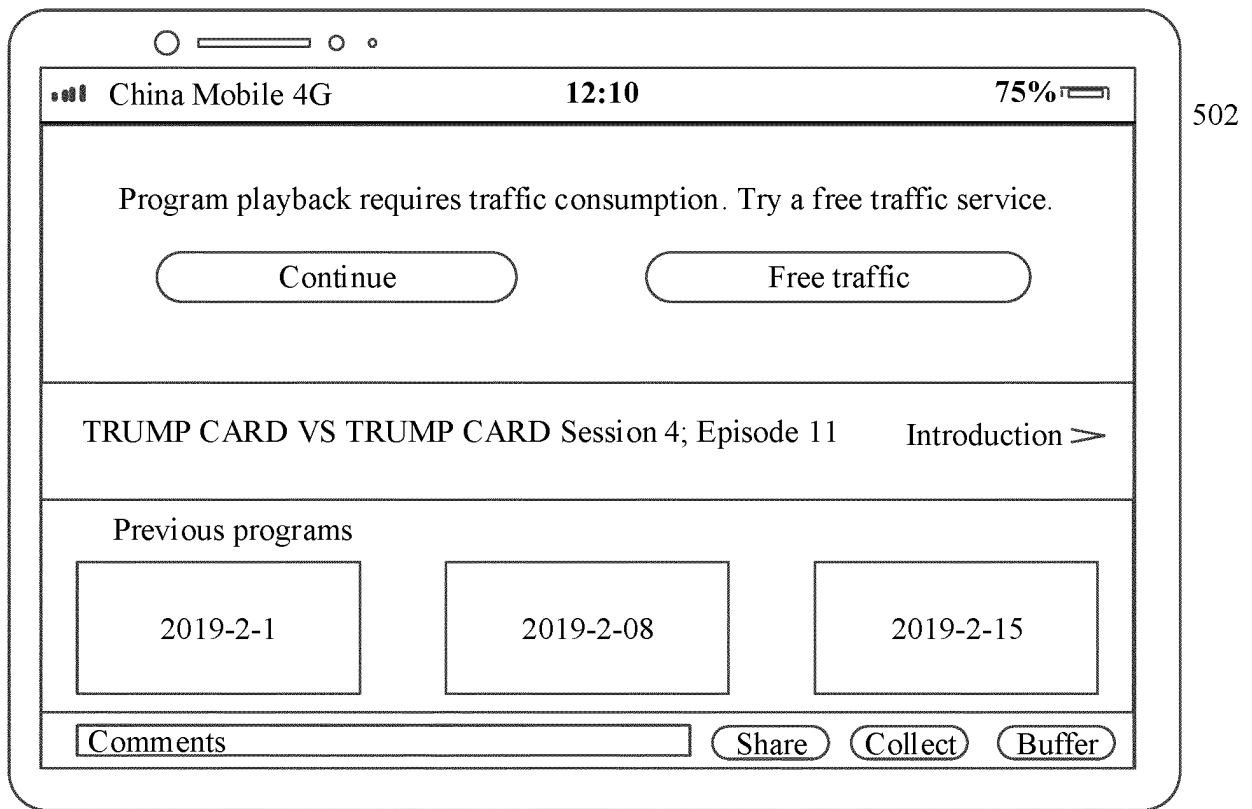 China Mobile 4G 12:10 75%
502
Program playback requires traffic consumption. Try a free traffic service.
Continue Free traffic
TRUMP CARD VS TRUMP CARD Session 4; Episode 11 Introduction >
Previous programs
2019-2-1 2019-2-08 2019-2-15
Comments Share Collect Buffer